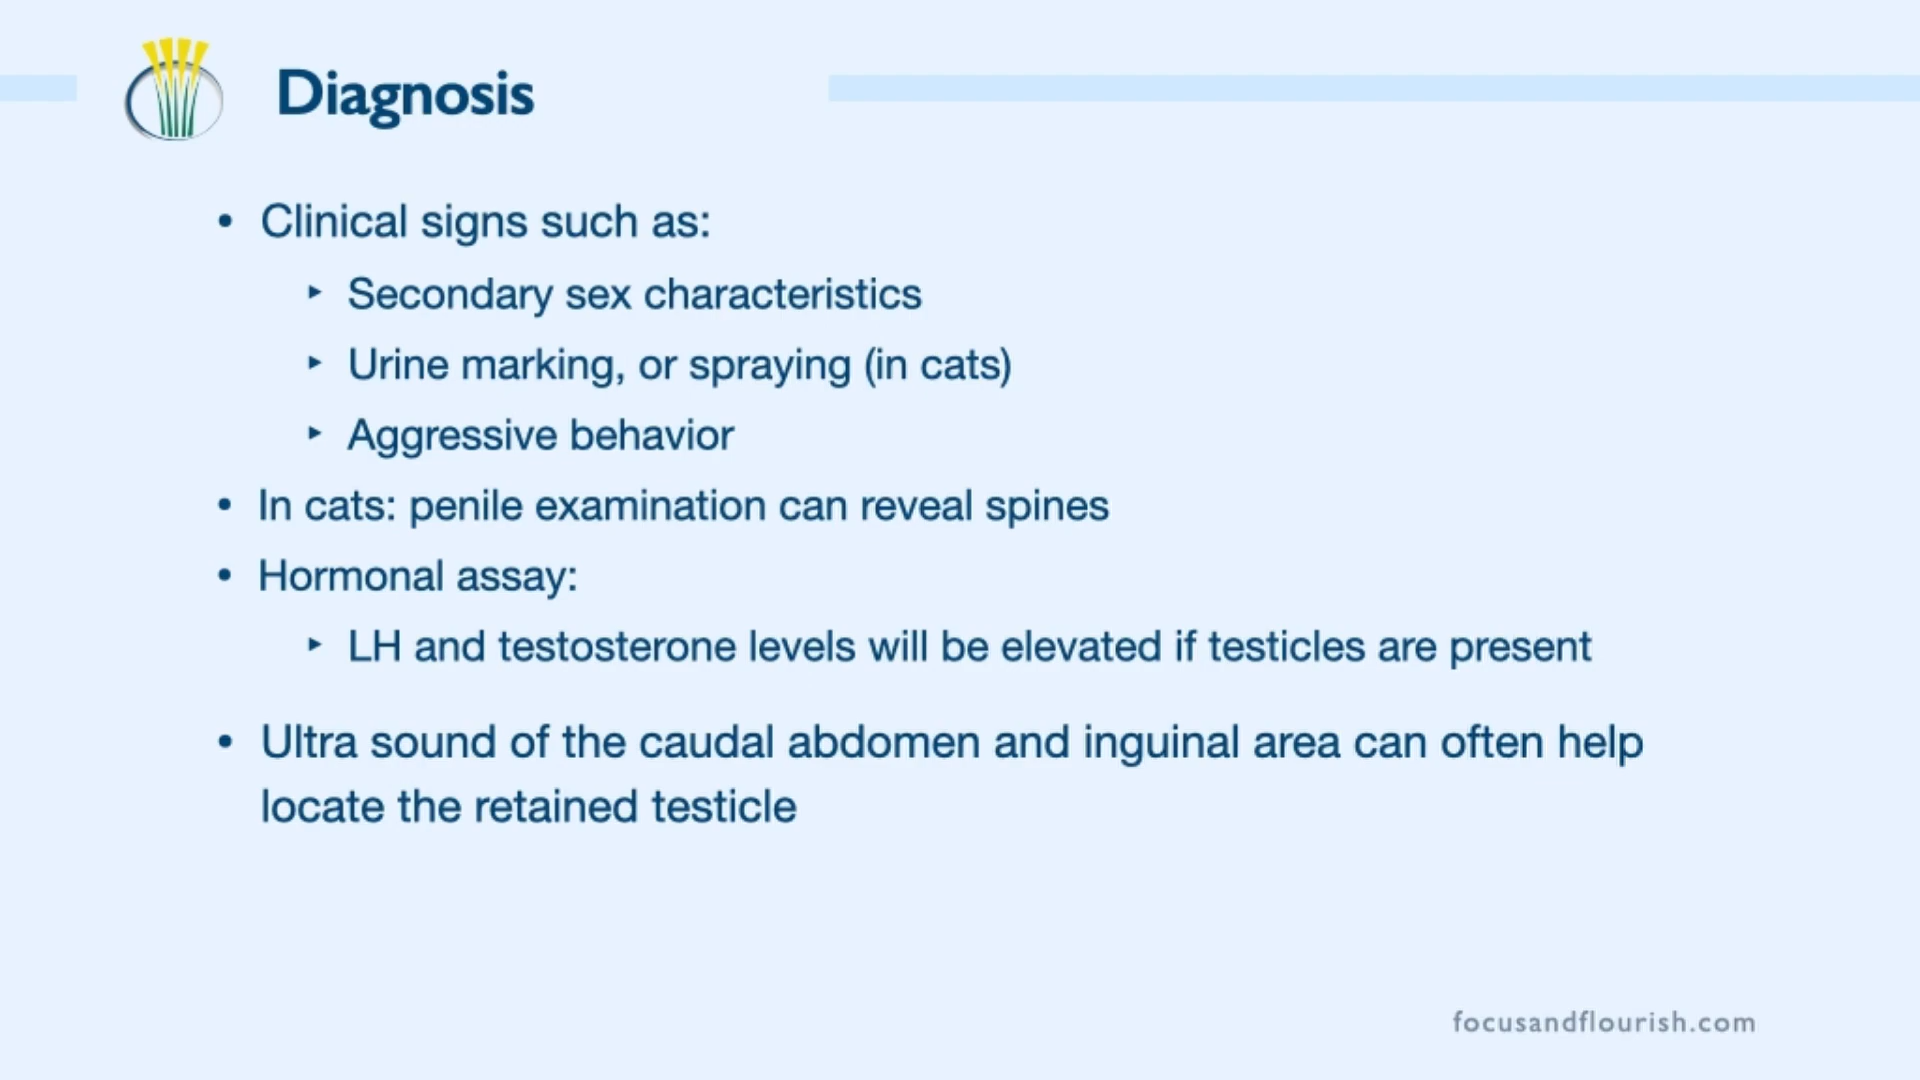 Diagnosis
• Clinical signs such as:
‣ Secondary sex characteristics
‣ Urine marking, or spraying (in cats)
‣ Aggressive behavior
• In cats: penile examination can reveal spines
• Hormonal assay:
‣ LH and testosterone levels will be elevated if testicles are present
• Ultra sound of the caudal abdomen and inguinal area can often help
locate the retained testicle
focusandflourish.com